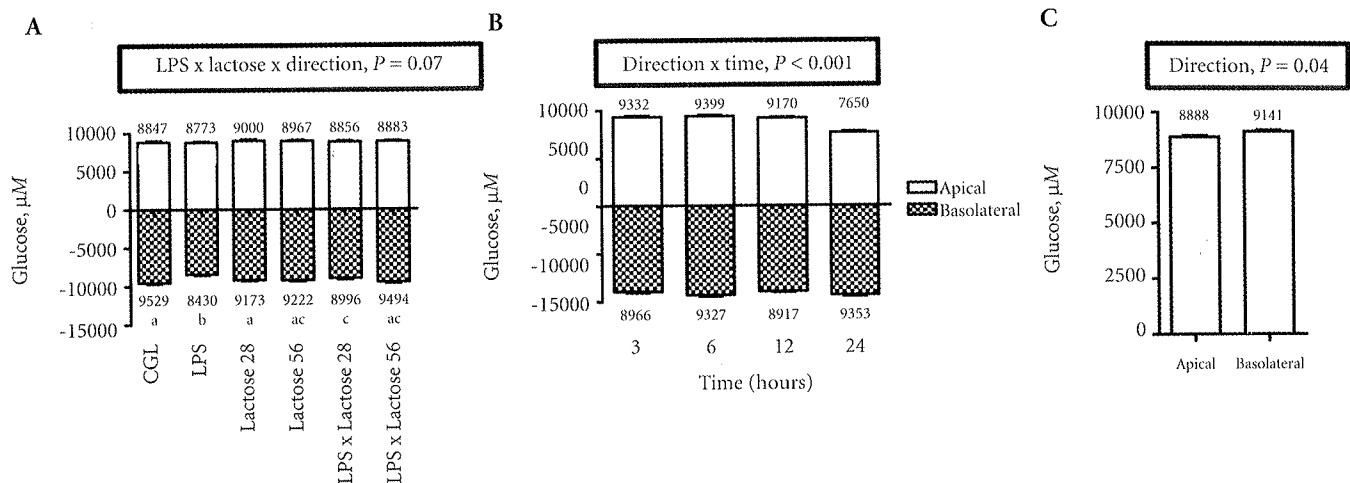 A
LPS x lactose x direction, P = 0.07
8847 8773 9000 8967 8856 8883
10000
5000
0
-5000
-10000
-15000
Glucose, µM
9529 8430 9173 9222 8996 9494
a b a ac c ac
CGL
LPS
Lactose 28
Lactose 56
LPS x Lactose 28
LPS x Lactose 56
B
Direction x time, P < 0.001
9332 9399 9170 7650
10000
5000
0
-5000
-10000
-15000
Glucose, µM
8966 9327 8917 9353
3 6 12 24
Time (hours)
Apical
Basolateral
C
Direction, P = 0.04
8888 9141
10000
7500
5000
2500
0
Glucose, µM
Apical Basolateral